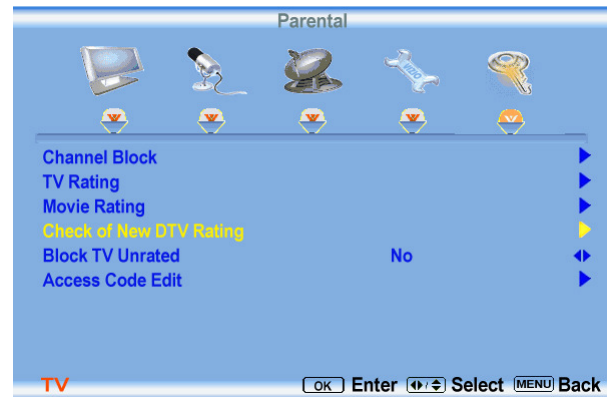 Parental
Channel Block
TV Rating
Movie Rating
Check of New DTV Rating
Block TV Unrated No
Access Code Edit
TV OK Enter Select MENU Back